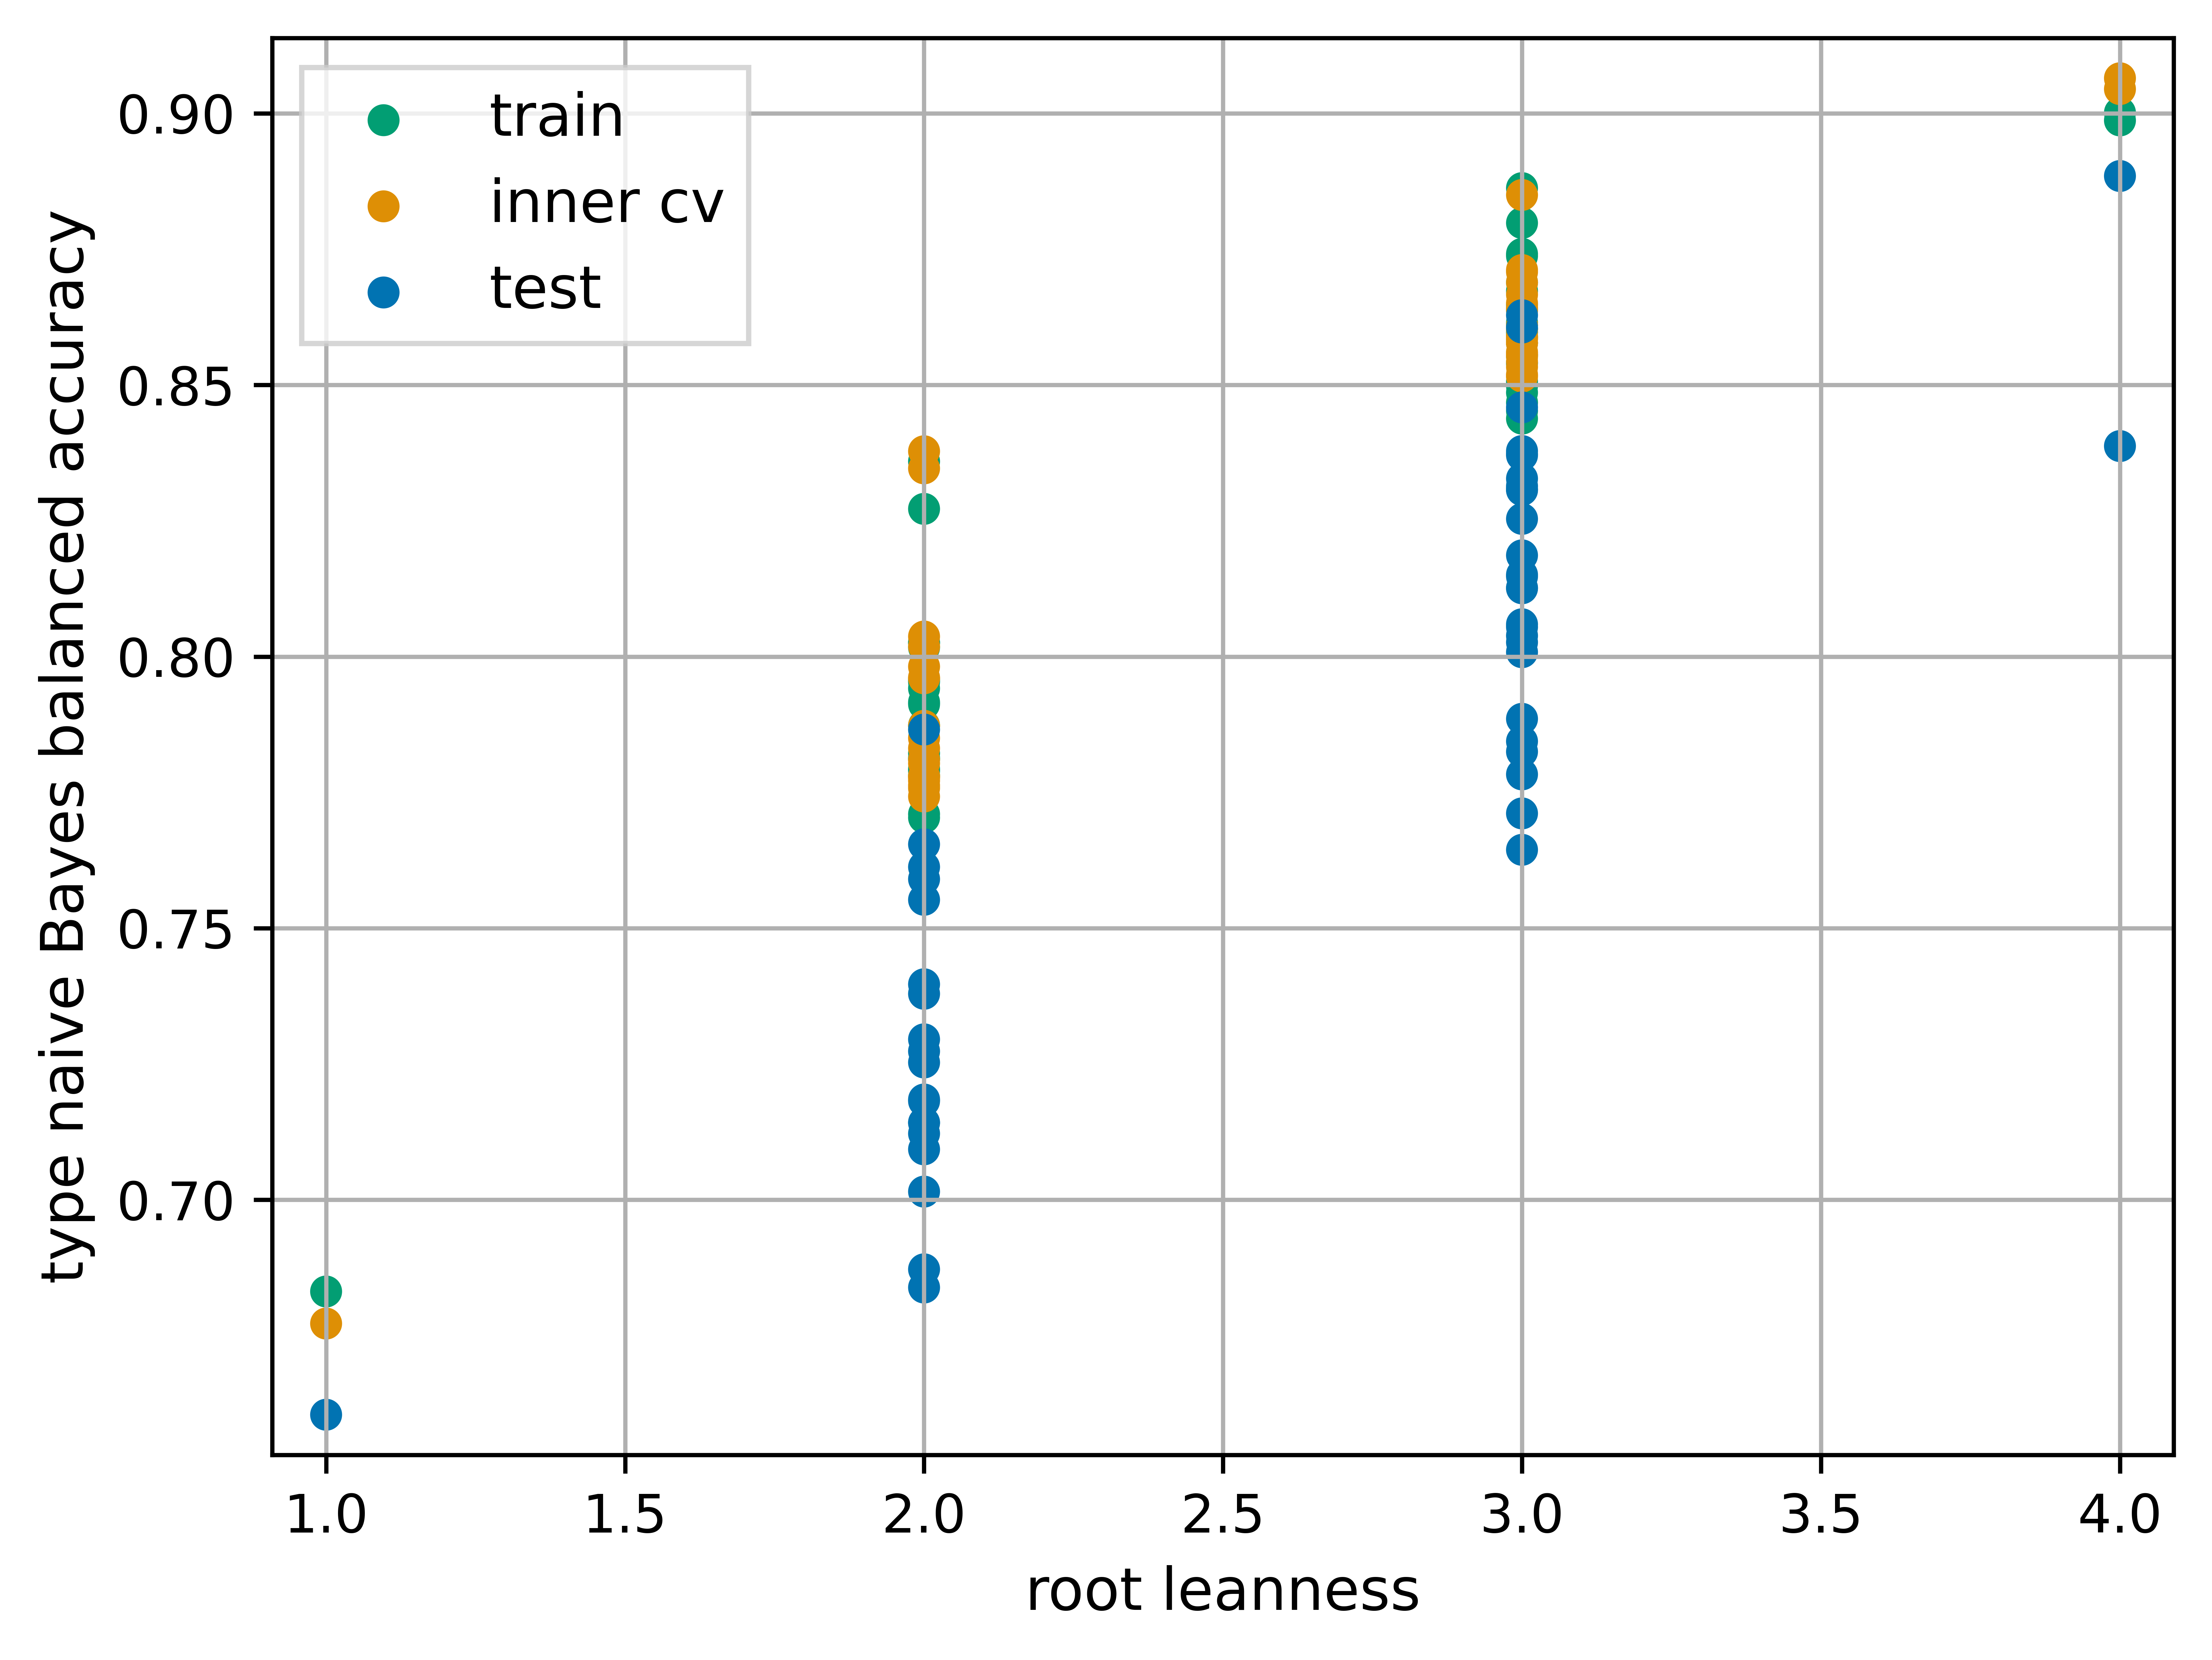 train
inner cv
test
type naive Bayes balanced accuracy
0.90
0.85
0.80
0.75
0.70
1.0 1.5 2.0 2.5 3.0 3.5 4.0
root leanness